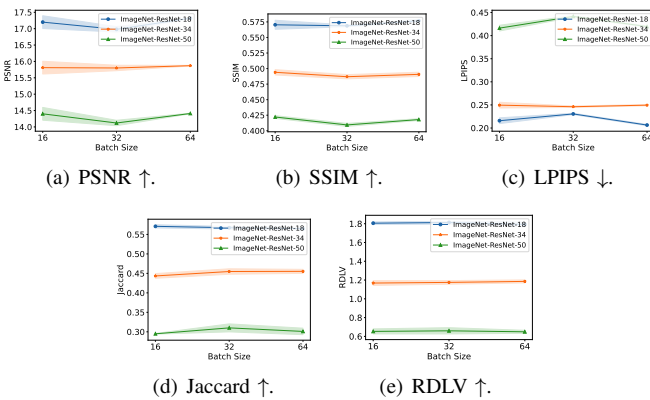 ImageNet-ResNet-18
ImageNet-ResNet-34
ImageNet-ResNet-50
PSNR
17.5
17.0
16.5
16.0
15.5
15.0
14.5
14.0
16 32 64
Batch Size
(a) PSNR ↑.
ImageNet-ResNet-18
ImageNet-ResNet-34
ImageNet-ResNet-50
SSIM
0.575
0.550
0.525
0.500
0.475
0.450
0.425
0.400
16 32 64
Batch Size
(b) SSIM ↑.
ImageNet-ResNet-18
ImageNet-ResNet-34
ImageNet-ResNet-50
LPIPS
0.45
0.40
0.35
0.30
0.25
0.20
16 32 64
Batch Size
(c) LPIPS ↓.
ImageNet-ResNet-18
ImageNet-ResNet-34
ImageNet-ResNet-50
Jaccard
0.55
0.50
0.45
0.40
0.35
0.30
16 32 64
Batch Size
(d) Jaccard ↑.
ImageNet-ResNet-18
ImageNet-ResNet-34
ImageNet-ResNet-50
RDLV
1.8
1.6
1.4
1.2
1.0
0.8
0.6
16 32 64
Batch Size
(e) RDLV ↑.